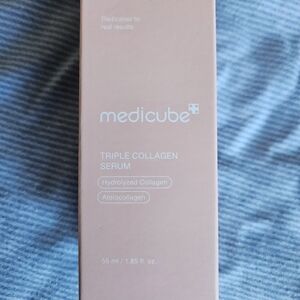 Dedicated to
real results
medicube
TRIPLE COLLAGEN
SERUM
Hydrolyzed Collagen
Atelocollagen
55 ml / 1.85 fl. oz.